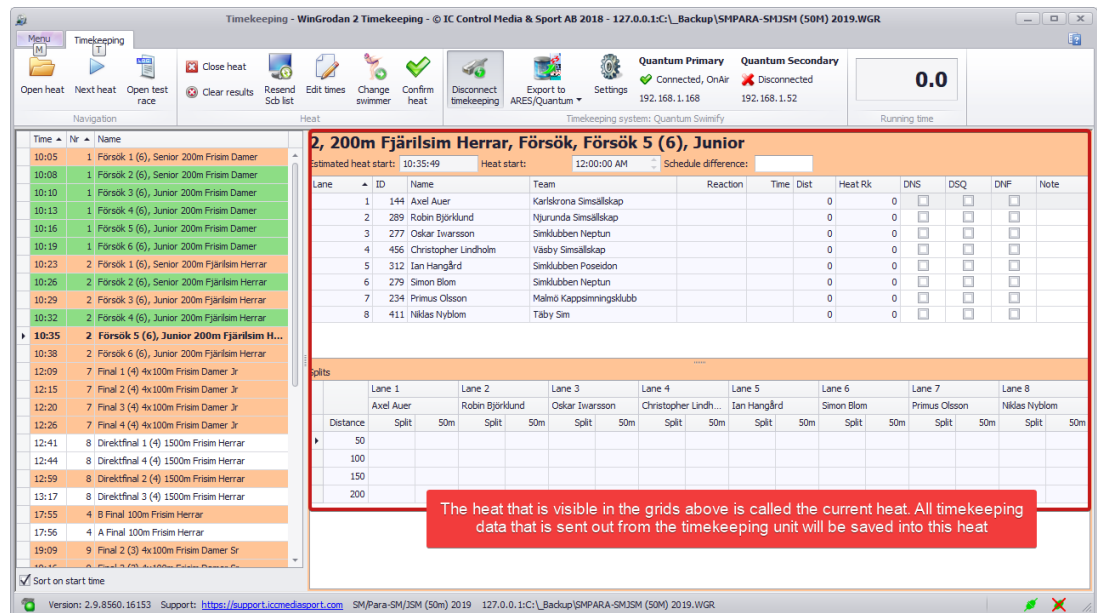 Timekeeping - WinGrodan 2 Timekeeping - © IC Control Media & Sport AB 2018 - 127.0.0.1:C:\_Backup\SMPARA-SMJSM (50M) 2019.WGR
Menu Timekeeping
M T
Open heat
Next heat
Open test race
Close heat
Clear results
Resend Scb list
Edit times
Change swimmer
Confirm heat
Disconnect timekeeping
Export to ARES/Quantum
Settings
Quantum Primary Quantum Secondary
Connected, OnAir Disconnected
192.168.1.168 192.168.1.52
0.0
Navigation Heat Timekeeping system: Quantum Swimify Running time
Time Nr Name
10:05 1 Försök 1 (6), Senior 200m Frisim Damer
10:08 1 Försök 2 (6), Senior 200m Frisim Damer
10:10 1 Försök 3 (6), Junior 200m Frisim Damer
10:13 1 Försök 4 (6), Junior 200m Frisim Damer
10:16 1 Försök 5 (6), Junior 200m Frisim Damer
10:19 1 Försök 6 (6), Junior 200m Frisim Damer
10:23 2 Försök 1 (6), Senior 200m Fjärilsim Herrar
10:26 2 Försök 2 (6), Senior 200m Fjärilsim Herrar
10:29 2 Försök 3 (6), Junior 200m Fjärilsim Herrar
10:32 2 Försök 4 (6), Junior 200m Fjärilsim Herrar
10:35 2 Försök 5 (6), Junior 200m Fjärilsim H...
10:38 2 Försök 6 (6), Junior 200m Fjärilsim Herrar
12:09 7 Final 1 (4) 4x100m Frisim Damer Jr
12:15 7 Final 2 (4) 4x100m Frisim Damer Jr
12:20 7 Final 3 (4) 4x100m Frisim Damer Jr
12:26 7 Final 4 (4) 4x100m Frisim Damer Jr
12:41 8 Direktfinal 1 (4) 1500m Frisim Herrar
12:44 8 Direktfinal 4 (4) 1500m Frisim Herrar
12:59 8 Direktfinal 2 (4) 1500m Frisim Herrar
13:17 8 Direktfinal 3 (4) 1500m Frisim Herrar
17:55 4 B Final 100m Frisim Herrar
17:56 4 A Final 100m Frisim Herrar
19:09 9 Final 2 (3) 4x100m Frisim Damer Sr
Sort on start time
2, 200m Fjärilsim Herrar, Försök, Försök 5 (6), Junior
Estimated heat start: 10:35:49 Heat start: 12:00:00 AM Schedule difference:
Lane ID Name Team Reaction Time Dist Heat Rk DNS DSQ DNF Note
1 144 Axel Auer Karlskrona Simsällskap 0 0
2 289 Robin Björklund Njurunda Simsällskap 0 0
3 277 Oskar Iwarsson Simklubben Neptun 0 0
4 456 Christopher Lindholm Väsby Simsällskap 0 0
5 312 Ian Hangård Simklubben Poseidon 0 0
6 279 Simon Blom Simklubben Neptun 0 0
7 234 Primus Olsson Malmö Kappsimningsklubb 0 0
8 411 Niklas Nyblom Täby Sim 0 0
Splits
Lane 1 Lane 2 Lane 3 Lane 4 Lane 5 Lane 6 Lane 7 Lane 8
Axel Auer Robin Björklund Oskar Iwarsson Christopher Lindh... Ian Hangård Simon Blom Primus Olsson Niklas Nyblom
Distance Split 50m Split 50m Split 50m Split 50m Split 50m Split 50m Split 50m Split 50m
50
100
150
200
The heat that is visible in the grids above is called the current heat. All timekeeping
data that is sent out from the timekeeping unit will be saved into this heat
Version: 2.9.8560.16153 Support: https://support.iccmediasport.com SM/Para-SM/JSM (50m) 2019 127.0.0.1:C:\_Backup\SMPARA-SMJSM (50M) 2019.WGR